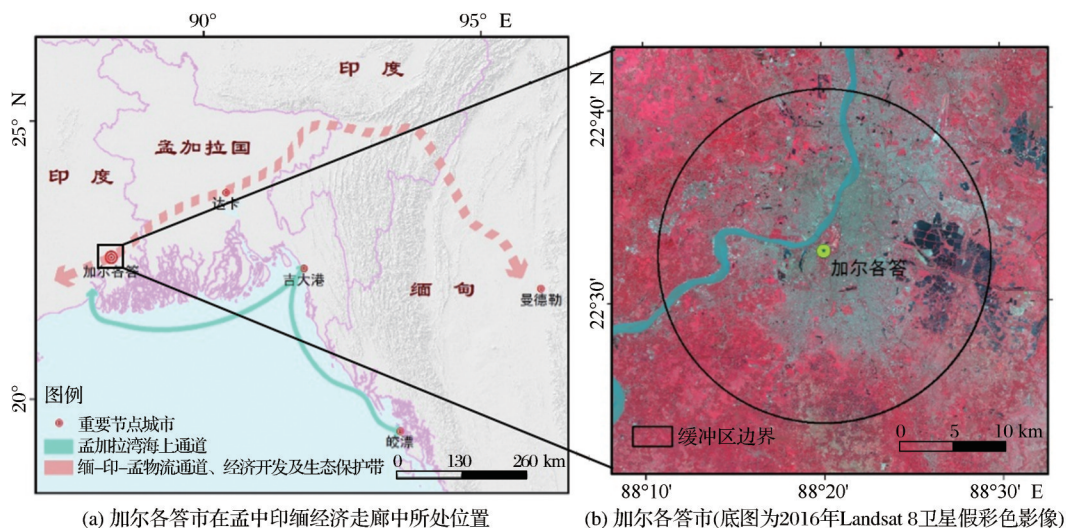 90°
95° E
25° N
20°
印 度
孟加拉国
印 度
达卡
加尔各答
吉大港
缅 甸
曼德勒
皎漂
图例
重要节点城市
孟加拉湾海上通道
缅-印-孟物流通道、经济开发及生态保护带
0 130 260 km
(a) 加尔各答市在孟中印缅经济走廊中所处位置
22°40′ N
22°30′
加尔各答
缓冲区边界
0 5 10 km
88°10′
88°20′
88°30′ E
(b) 加尔各答市(底图为2016年Landsat 8卫星假彩色影像)